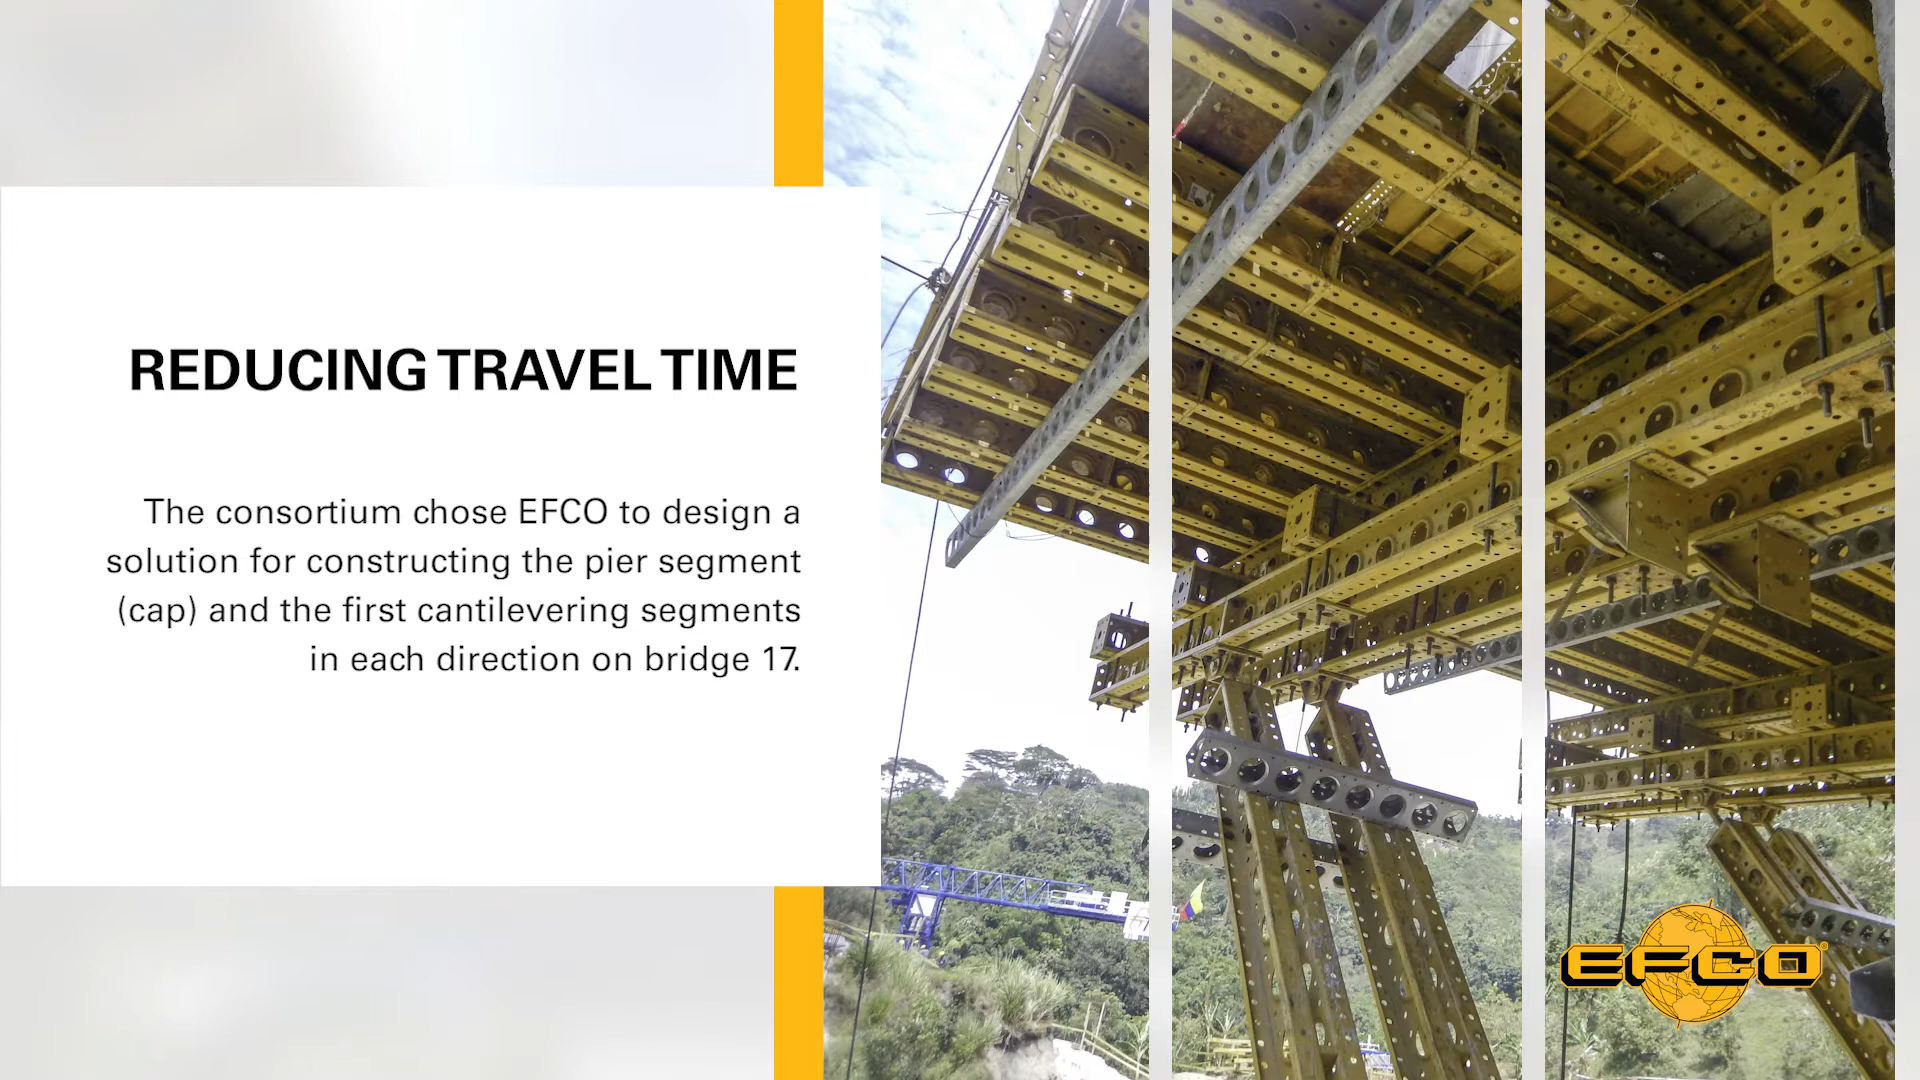 REDUCING TRAVEL TIME
The consortium chose EFCO to design a
solution for constructing the pier segment
(cap) and the first cantilevering segments
in each direction on bridge 17.
EFCO®